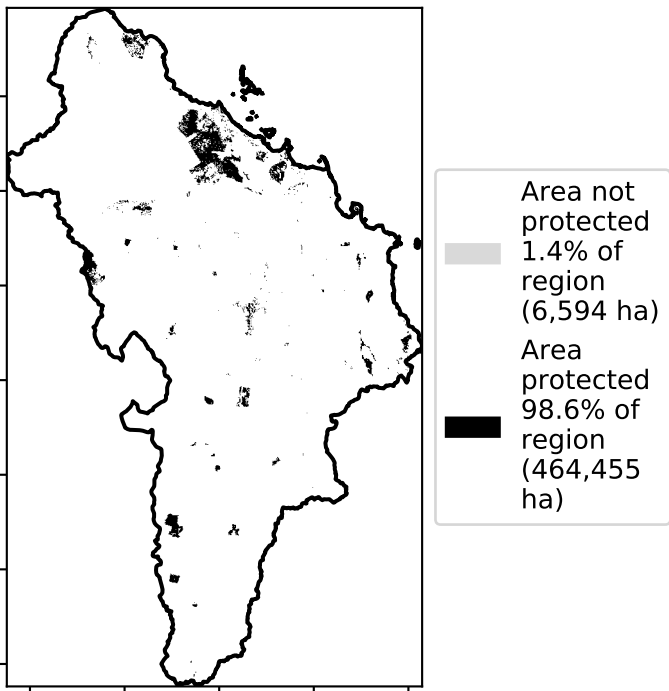 Area not
protected
1.4% of
region
(6,594 ha)
Area
protected
98.6% of
region
(464,455
ha)